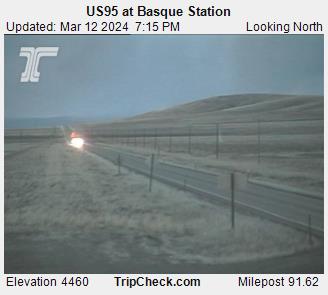 US95 at Basque Station
Updated: Mar 12 2024 7:15 PM Looking North
Elevation 4460 TripCheck.com Milepost 91.62